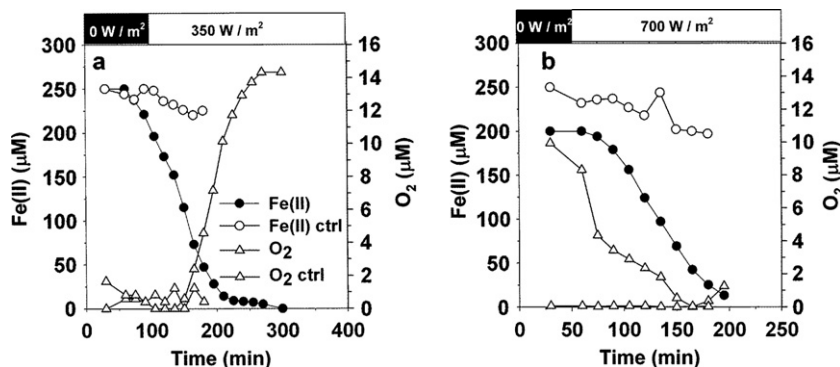 0 W / m²
350 W / m²
a
300
250
200
150
100
50
0
Fe(II) (µM)
16
14
12
10
8
6
4
2
0
O₂ (µM)
Fe(II)
Fe(II) ctrl
O₂
O₂ ctrl
0 100 200 300 400
Time (min)
0 W / m²
700 W / m²
b
300
250
200
150
100
50
0
Fe(II) (µM)
16
14
12
10
8
6
4
2
0
O₂ (µM)
0 50 100 150 200 250
Time (min)